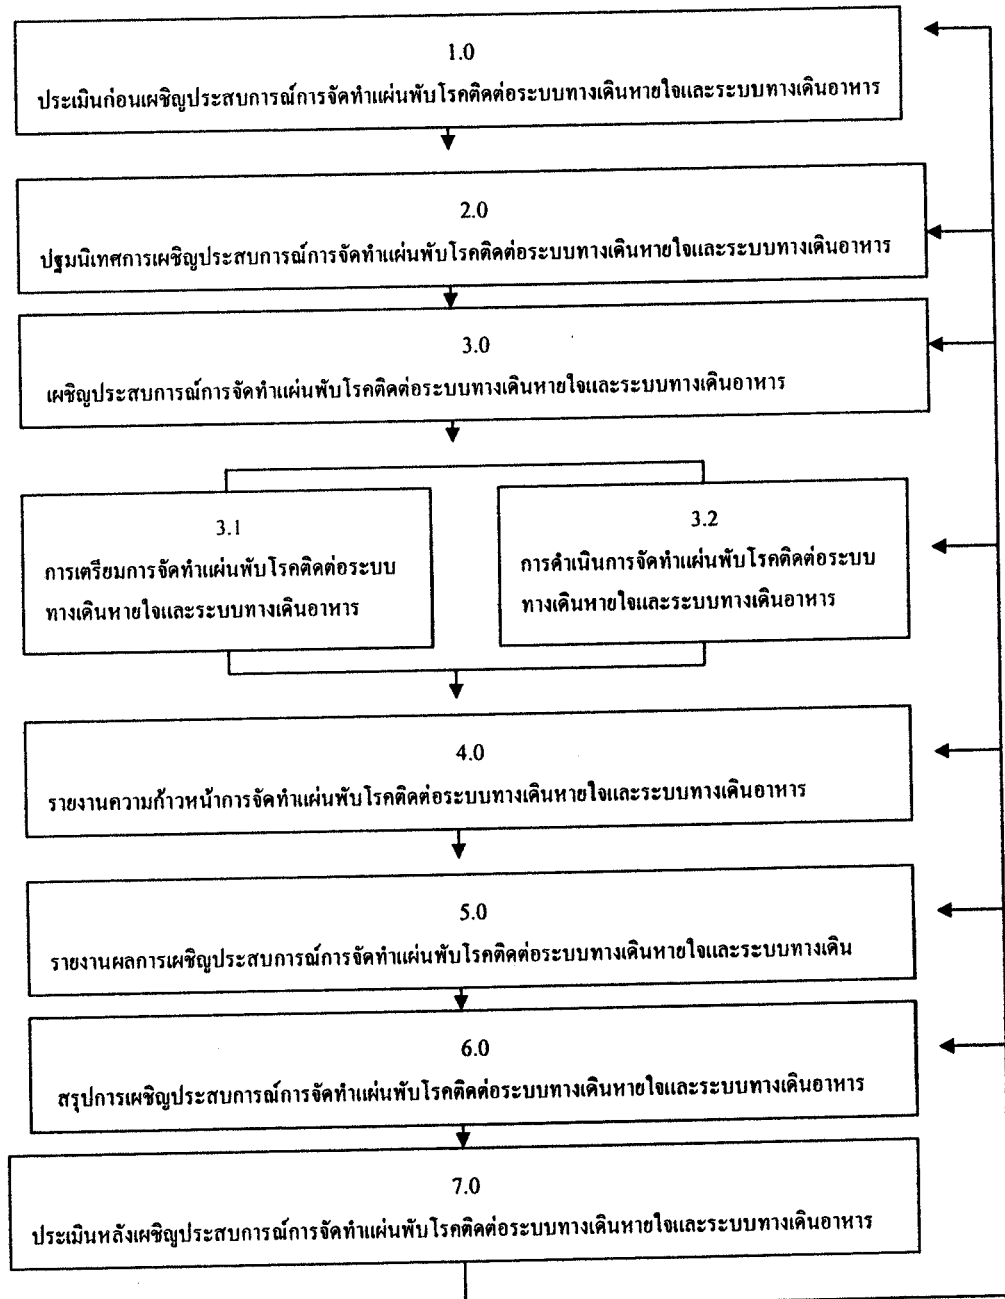 1.0
ประเมินก่อนเผชิญประสบการณ์การจัดทำแผ่นพับโรคติดต่อระบบทางเดินหายใจและระบบทางเดินอาหาร
2.0
ปฐมนิเทศการเผชิญประสบการณ์การจัดทำแผ่นพับโรคติดต่อระบบทางเดินหายใจและระบบทางเดินอาหาร
3.0
เผชิญประสบการณ์การจัดทำแผ่นพับโรคติดต่อระบบทางเดินหายใจและระบบทางเดินอาหาร
3.1
การเตรียมการจัดทำแผ่นพับโรคติดต่อระบบ
ทางเดินหายใจและระบบทางเดินอาหาร
3.2
การดำเนินการจัดทำแผ่นพับโรคติดต่อระบบ
ทางเดินหายใจและระบบทางเดินอาหาร
4.0
รายงานความก้าวหน้าการจัดทำแผ่นพับโรคติดต่อระบบทางเดินหายใจและระบบทางเดินอาหาร
5.0
รายงานผลการเผชิญประสบการณ์การจัดทำแผ่นพับโรคติดต่อระบบทางเดินหายใจและระบบทางเดิน
6.0
สรุปการเผชิญประสบการณ์การจัดทำแผ่นพับโรคติดต่อระบบทางเดินหายใจและระบบทางเดินอาหาร
7.0
ประเมินหลังเผชิญประสบการณ์การจัดทำแผ่นพับโรคติดต่อระบบทางเดินหายใจและระบบทางเดินอาหาร